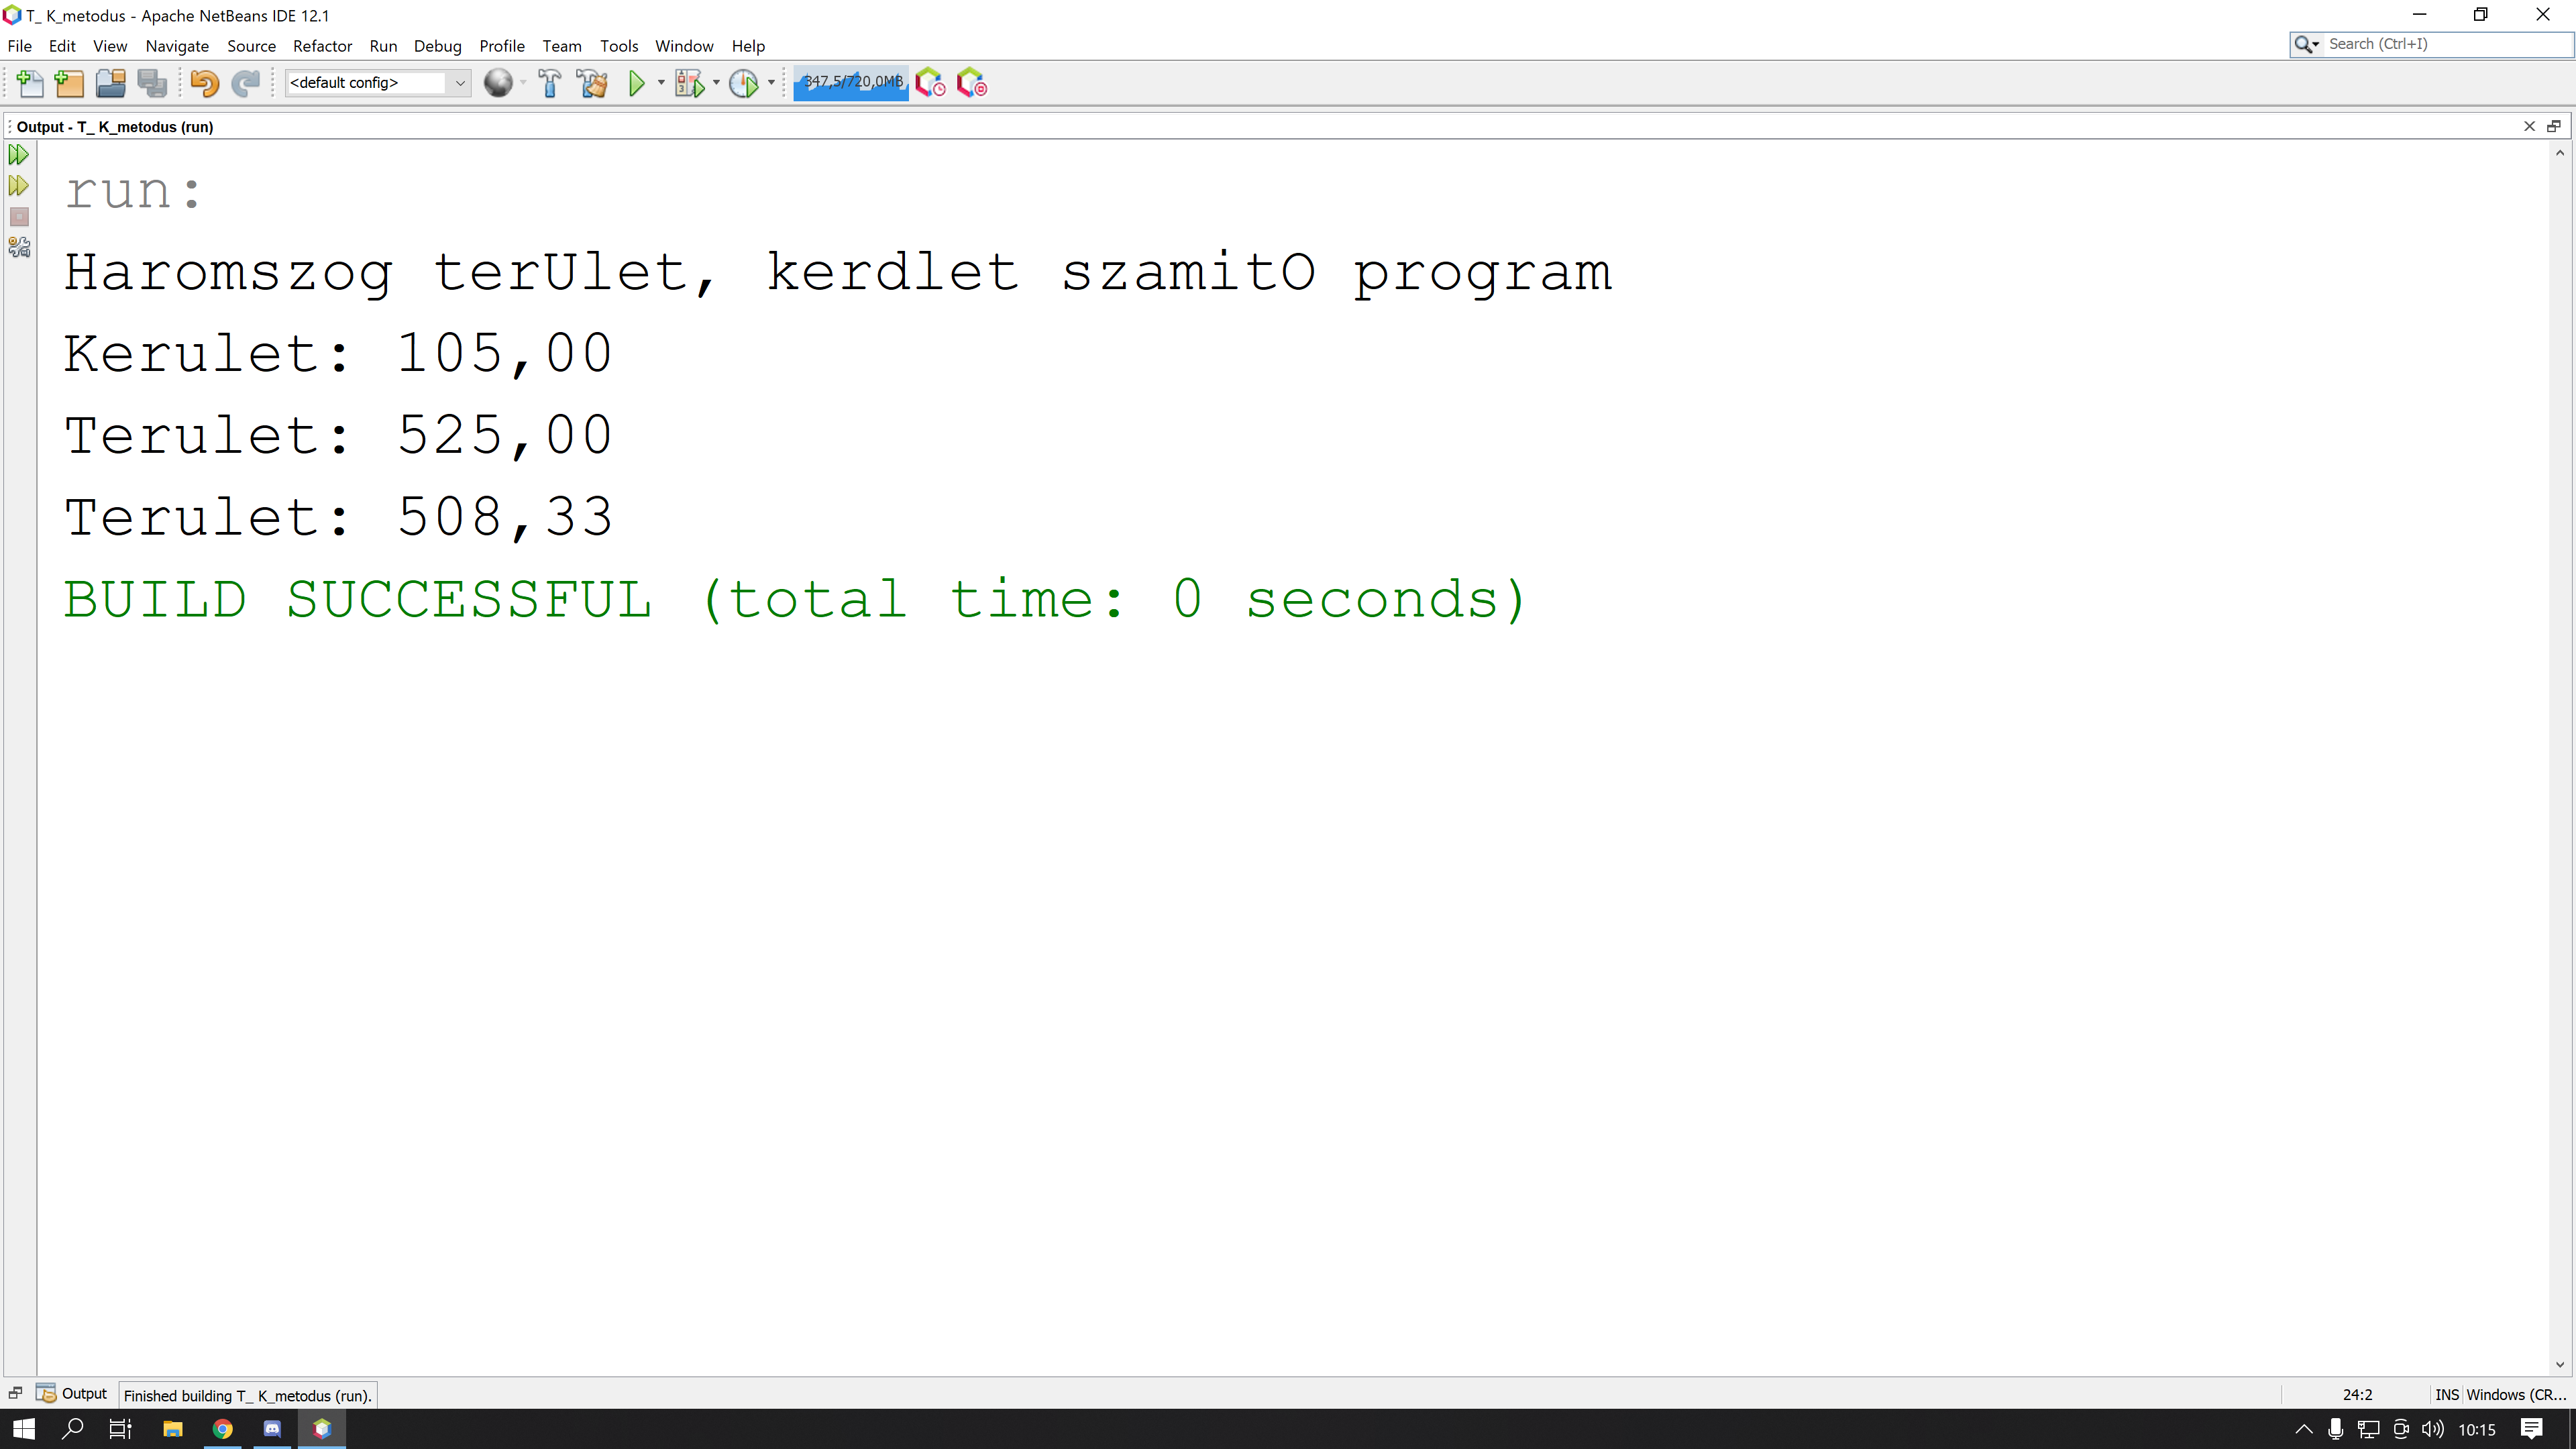 T_ K_metodus - Apache NetBeans IDE 12.1
File Edit View Navigate Source Refactor Run Debug Profile Team Tools Window Help
Search (Ctrl+I)
<default config>
347,5/720,0MB
Output - T_ K_metodus (run)
run:
Haromszog terUlet, kerdlet szamitO program
Kerulet: 105,00
Terulet: 525,00
Terulet: 508,33
BUILD SUCCESSFUL (total time: 0 seconds)
Output
Finished building T_ K_metodus (run).
24:2
INS
Windows (CR...
10:15